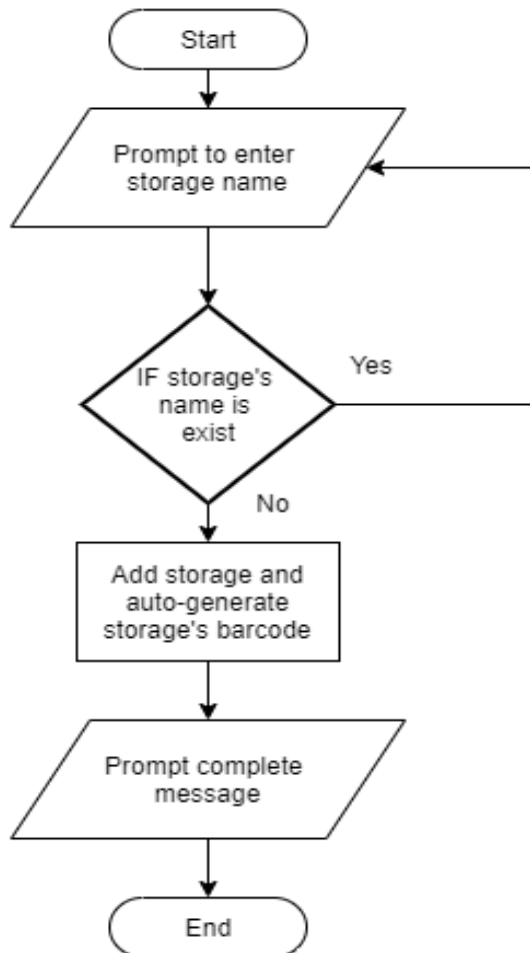 Start
Prompt to enter
storage name
IF storage's
name is
exist
Yes
No
Add storage and
auto-generate
storage's barcode
Prompt complete
message
End